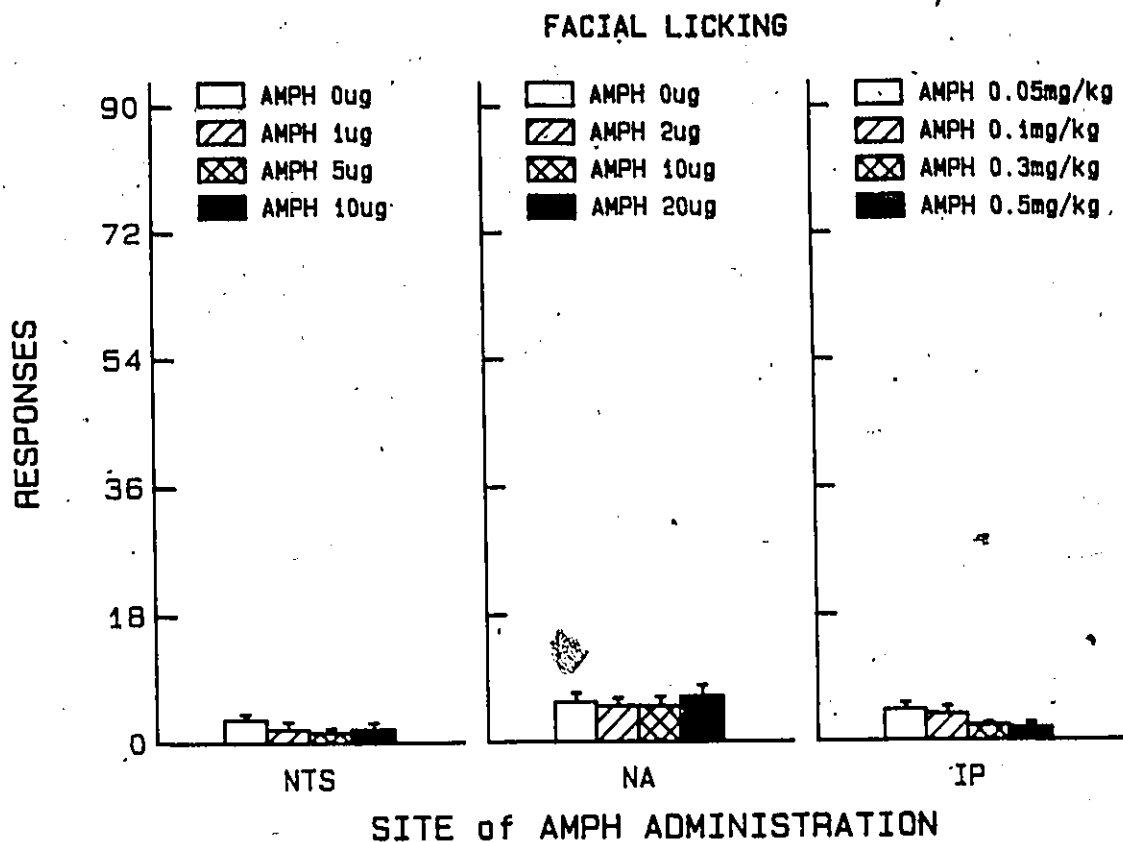 FACIAL LICKING
AMPH 0ug
AMPH 1ug
AMPH 5ug
AMPH 10ug
AMPH 0ug
AMPH 2ug
AMPH 10ug
AMPH 20ug
AMPH 0.05mg/kg
AMPH 0.1mg/kg
AMPH 0.3mg/kg
AMPH 0.5mg/kg
RESPONSES
90
72
54
36
18
0
NTS
NA
IP
SITE of AMPH ADMINISTRATION